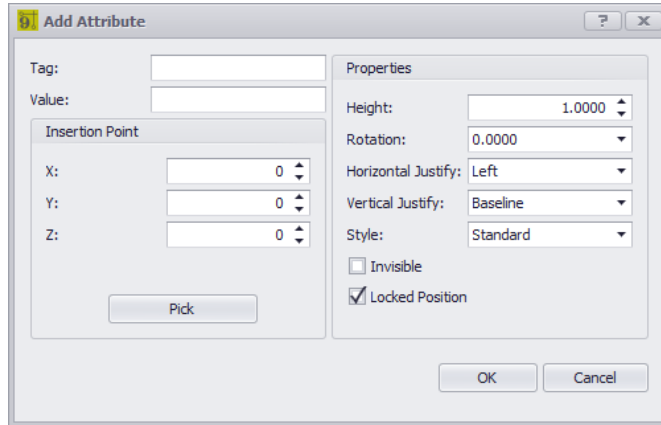 9 Add Attribute ? x
Tag:
Value:
Insertion Point
X: 0
Y: 0
Z: 0
Pick
Properties
Height: 1.0000
Rotation: 0.0000
Horizontal Justify: Left
Vertical Justify: Baseline
Style: Standard
Invisible
Locked Position
OK Cancel